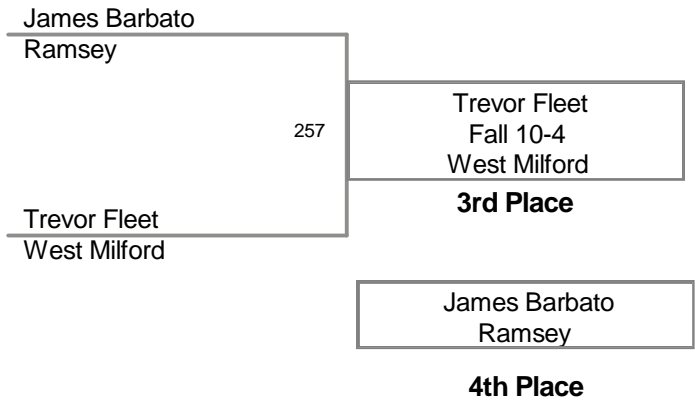 James Barbato
Ramsey
257
Trevor Fleet
Fall 10-4
West Milford
3rd Place
Trevor Fleet
West Milford
James Barbato
Ramsey
4th Place